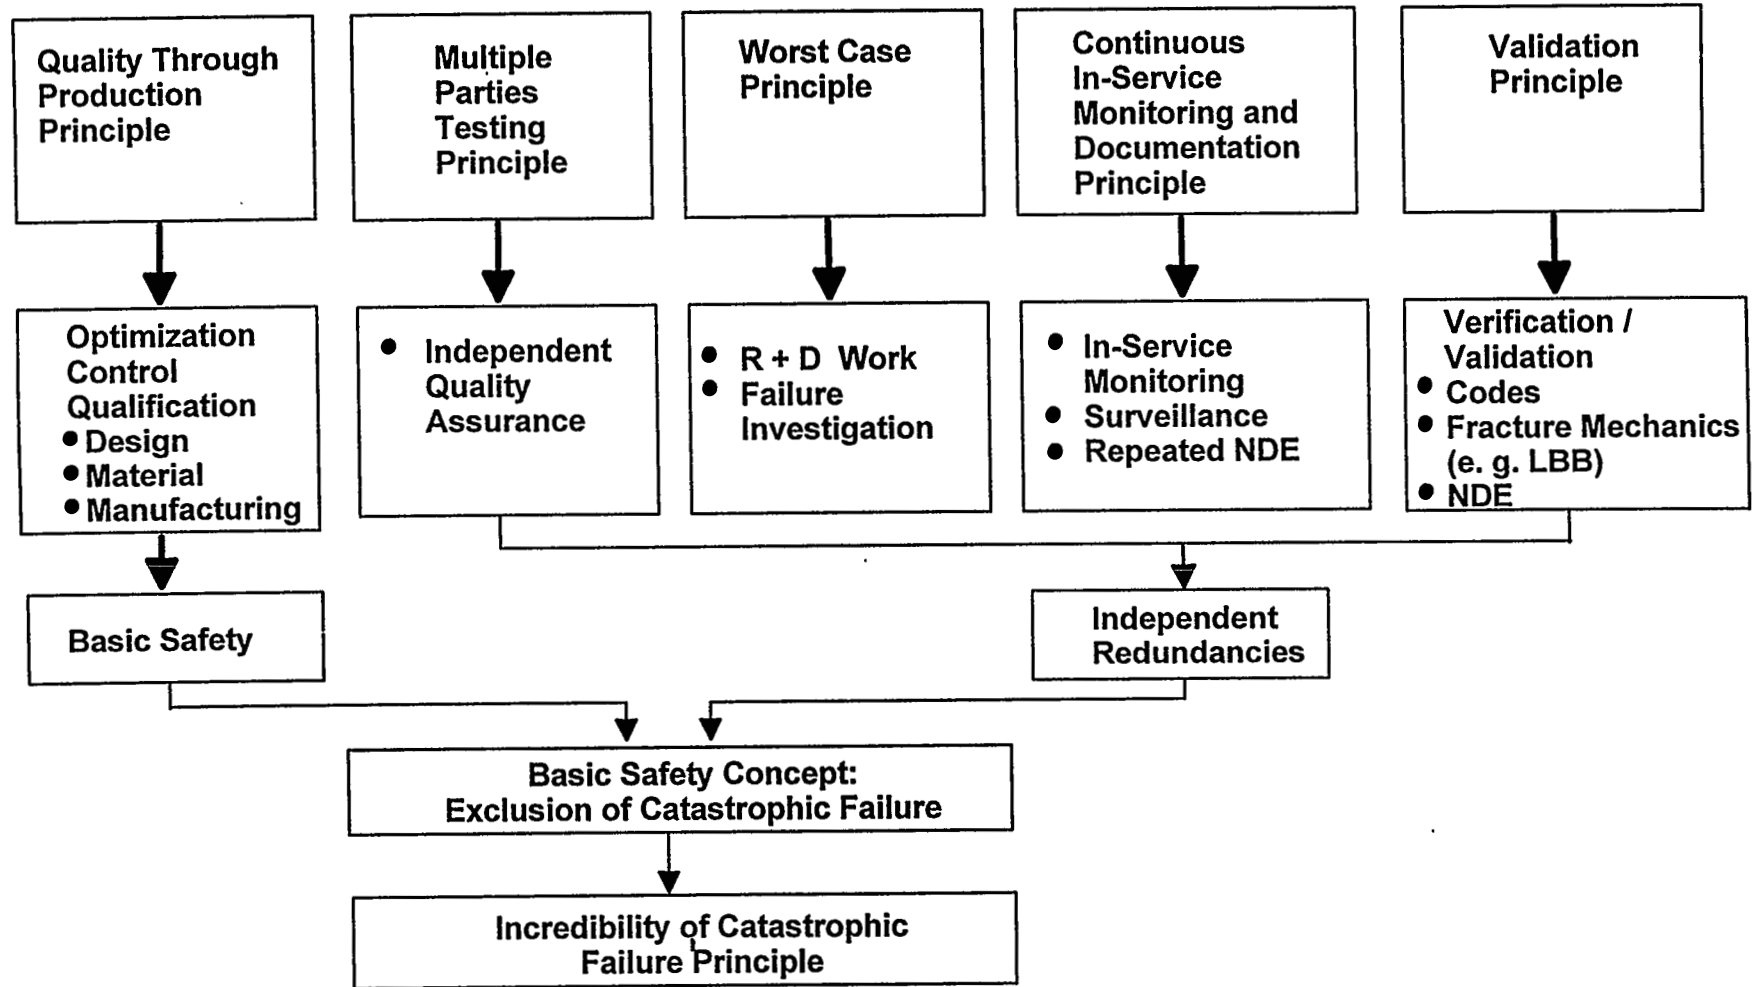 Quality Through
Production
Principle
Multiple
Parties
Testing
Principle
Worst Case
Principle
Continuous
In-Service
Monitoring and
Documentation
Principle
Validation
Principle
Optimization
Control
Qualification
● Design
● Material
● Manufacturing
● Independent
Quality
Assurance
● R + D Work
● Failure
Investigation
● In-Service
Monitoring
● Surveillance
● Repeated NDE
Verification /
Validation
● Codes
● Fracture Mechanics
(e. g. LBB)
● NDE
Basic Safety
Independent
Redundancies
Basic Safety Concept:
Exclusion of Catastrophic Failure
Incredibility of Catastrophic
Failure Principle